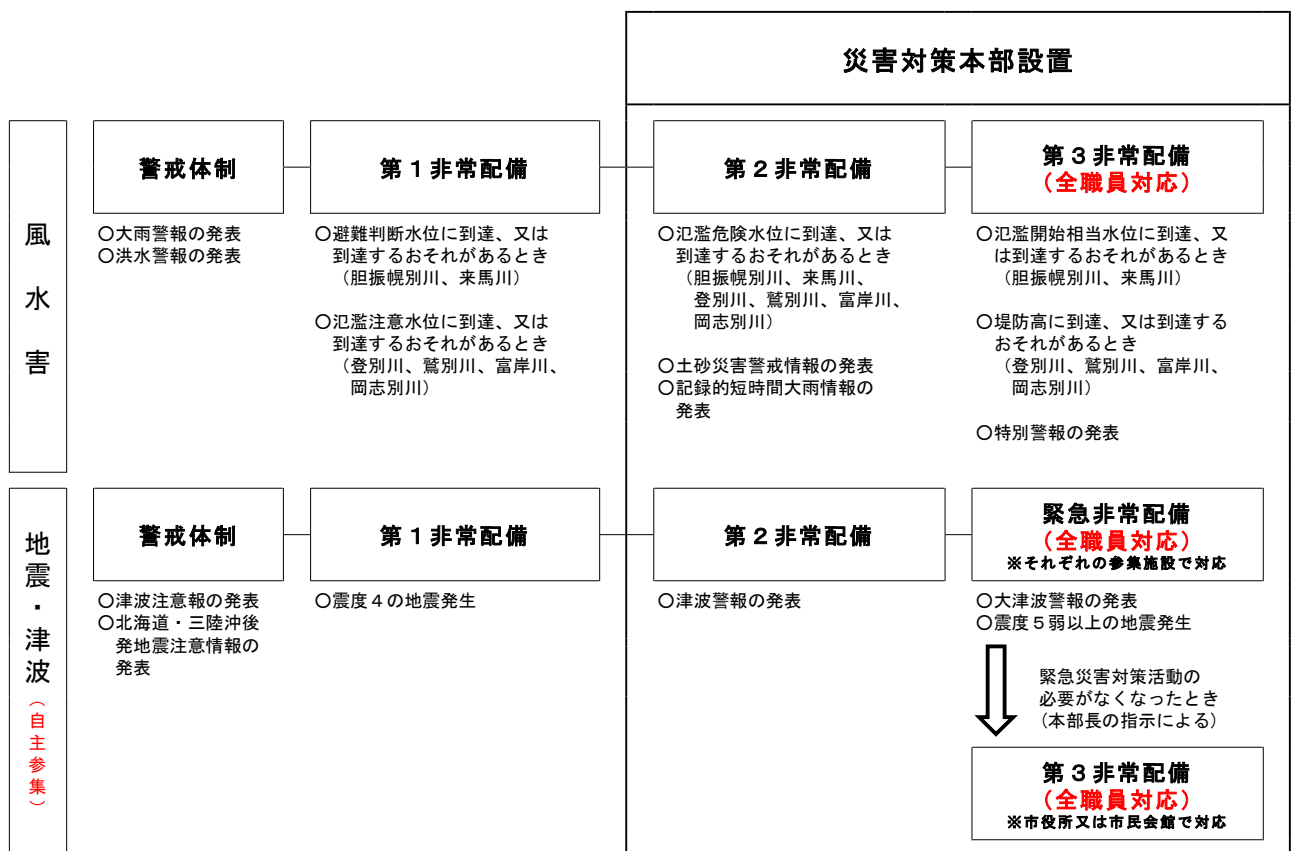 災害対策本部設置
風水害
警戒体制
〇大雨警報の発表
〇洪水警報の発表
第１非常配備
〇避難判断水位に到達、又は
到達するおそれがあるとき
（胆振幌別川、来馬川）
〇氾濫注意水位に到達、又は
到達するおそれがあるとき
（登別川、鷲別川、富岸川、
岡志別川）
第２非常配備
〇氾濫危険水位に到達、又は
到達するおそれがあるとき
（胆振幌別川、来馬川、
登別川、鷲別川、富岸川、
岡志別川）
〇土砂災害警戒情報の発表
〇記録的短時間大雨情報の
発表
第３非常配備
（全職員対応）
〇氾濫開始相当水位に到達、又
は到達するおそれがあるとき
（胆振幌別川、来馬川）
〇堤防高に到達、又は到達する
おそれがあるとき
（登別川、鷲別川、富岸川、
岡志別川）
〇特別警報の発表
地震・津波（自主参集）
警戒体制
〇津波注意報の発表
〇北海道・三陸沖後
発地震注意情報の
発表
第１非常配備
〇震度４の地震発生
第２非常配備
〇津波警報の発表
緊急非常配備
（全職員対応）
※それぞれの参集施設で対応
〇大津波警報の発表
〇震度５弱以上の地震発生
緊急災害対策活動の
必要がなくなったとき
（本部長の指示による）
第３非常配備
（全職員対応）
※市役所又は市民会館で対応